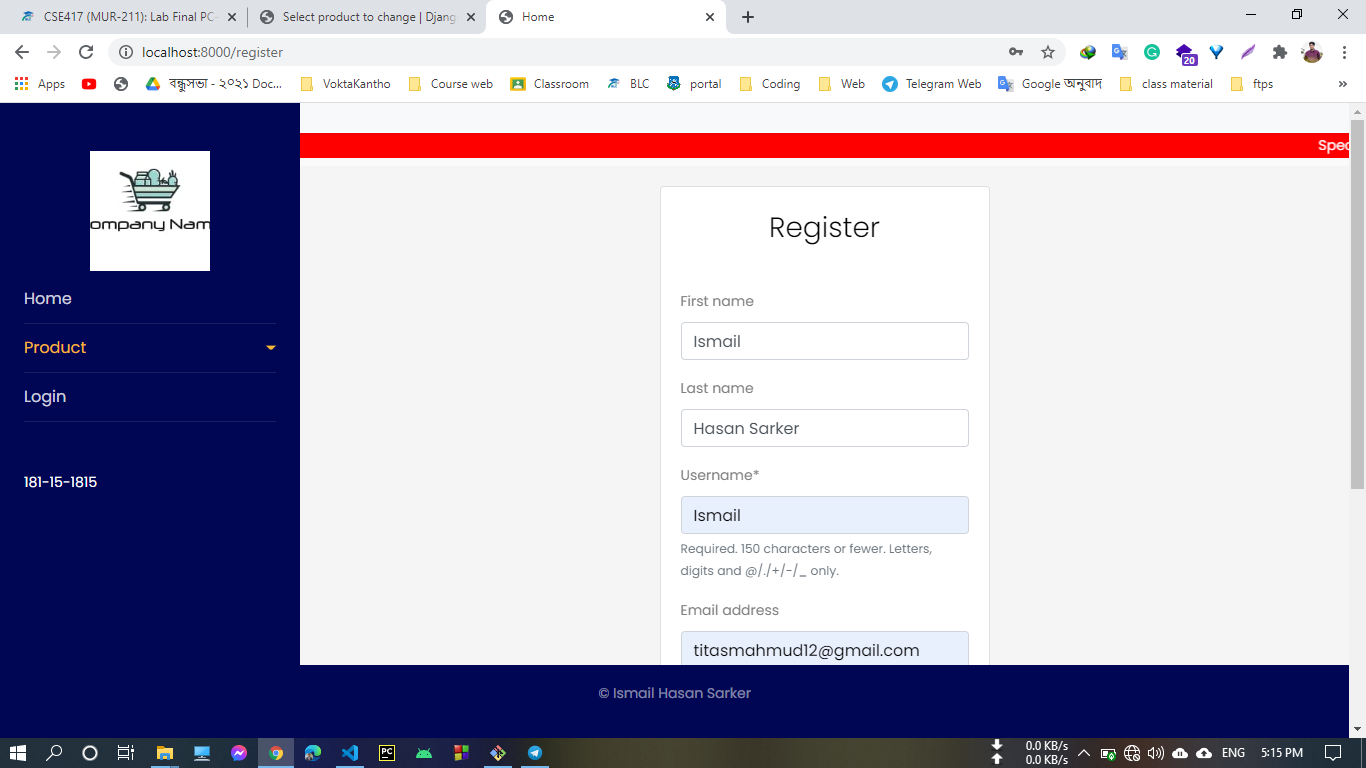 CSE417 (MUR-211): Lab Final PC-
Select product to change | Djang
Home
localhost:8000/register
20
Apps
বন্ধুসভা - ২০২১ Doc...
VoktaKantho
Course web
Classroom
BLC
portal
Coding
Web
Telegram Web
Google অনুবাদ
class material
ftps
»
ompany Nam
Home
Product
Login
181-15-1815
Spec
Register
First name
Ismail
Last name
Hasan Sarker
Username*
Ismail
Required. 150 characters or fewer. Letters,
digits and @/./+/-/_ only.
Email address
titasmahmud12@gmail.com
© Ismail Hasan Sarker
0.0 KB/s
0.0 KB/s
ENG
5:15 PM